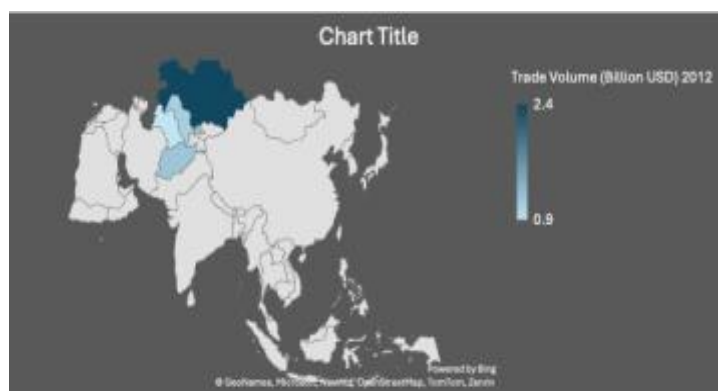 Chart Title
Trade Volume (Billion USD) 2012
2.4
0.9
Powered by Bing
© GeoNames, Microsoft, Navinfo, OpenStreetMap, TomTom, Zenrin